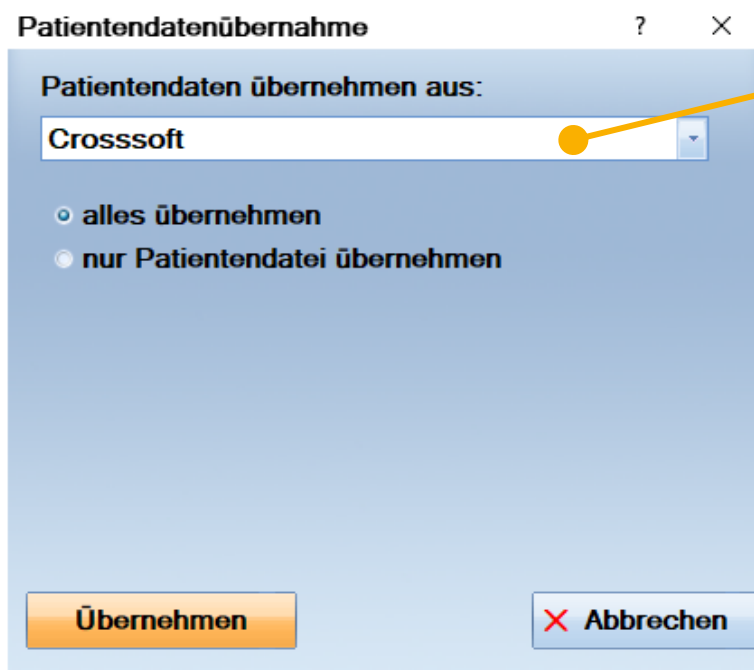 Patientendatenübernahme ? ×
Patientendaten übernehmen aus:
Crosssoft
alles übernehmen
nur Patientendatei übernehmen
Übernehmen
Abbrechen